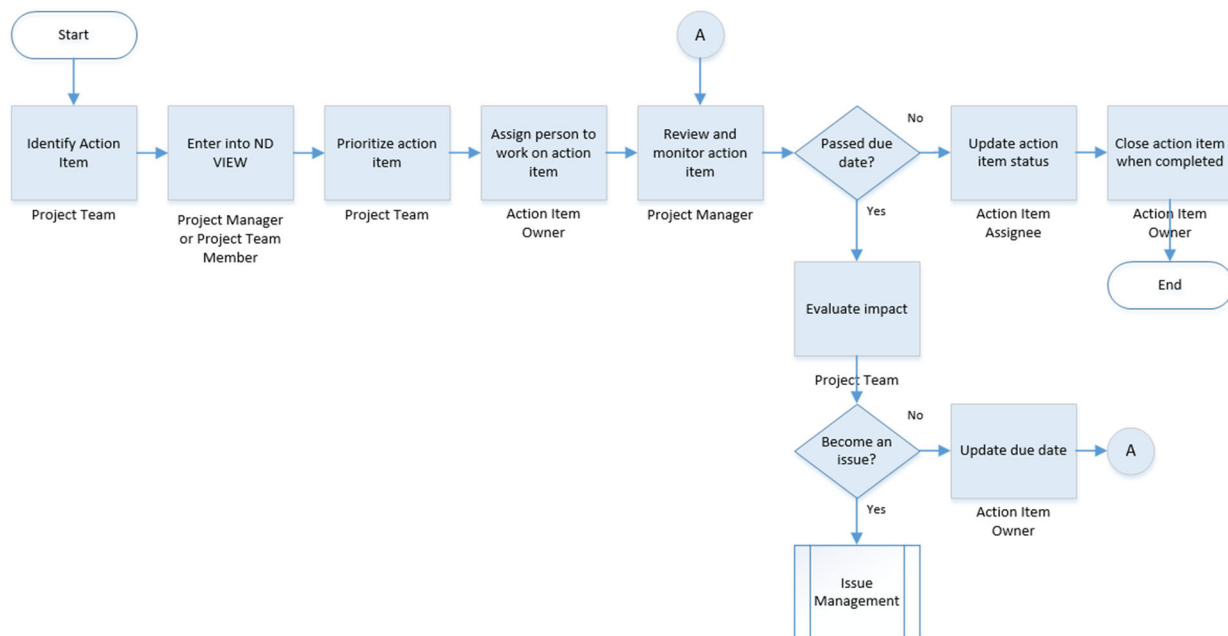 Start
A
Identify Action
Item
Enter into ND
VIEW
Prioritize action
item
Assign person to
work on action
item
Review and
monitor action
item
Passed due
date?
No
Update action
item status
Close action item
when completed
Project Team
Project Manager
or Project Team
Member
Project Team
Action Item
Owner
Project Manager
Yes
Action Item
Assignee
Action Item
Owner
End
Evaluate impact
Project Team
Become an
issue?
No
Update due date
A
Yes
Action Item
Owner
Issue
Management